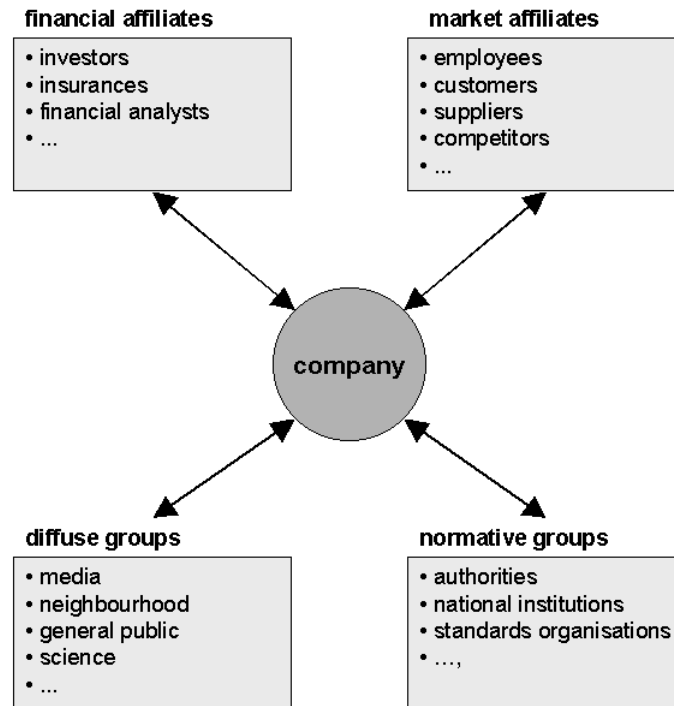 financial affiliates
• investors
• insurances
• financial analysts
• ...
market affiliates
• employees
• customers
• suppliers
• competitors
• ...
company
diffuse groups
• media
• neighbourhood
• general public
• science
• ...
normative groups
• authorities
• national institutions
• standards organisations
• ...,